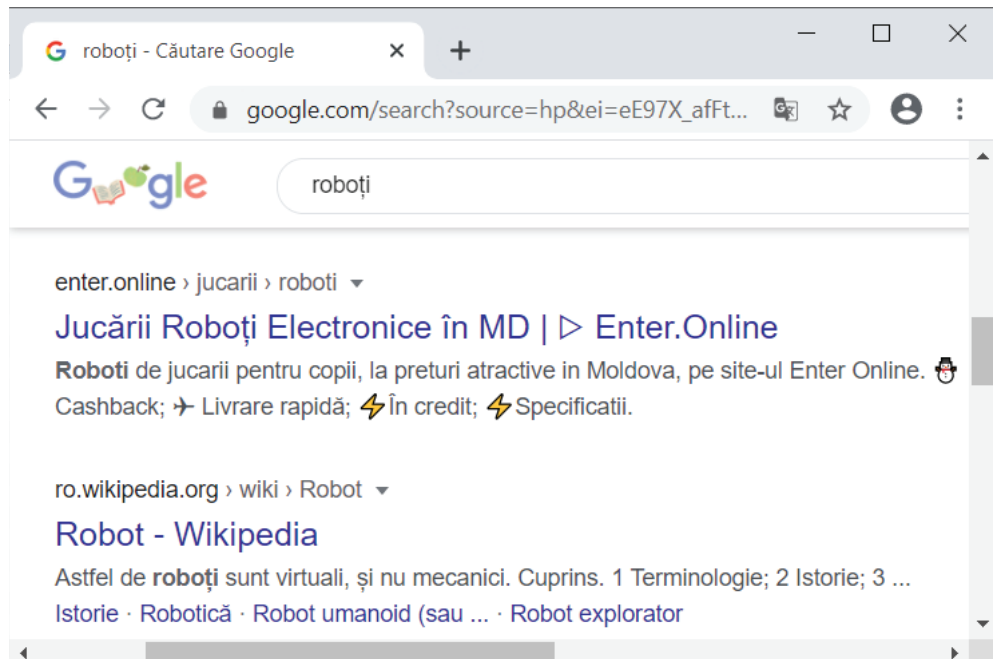 roboți - Căutare Google
google.com/search?source=hp&ei=eE97X_afFt...
Google
roboți
enter.online › jucarii › roboti
Jucării Roboți Electronice în MD | ▷ Enter.Online
Roboti de jucarii pentru copii, la preturi atractive in Moldova, pe site-ul Enter Online. ☃
Cashback; ✈ Livrare rapidă; ⚡În credit; ⚡Specificatii.
ro.wikipedia.org › wiki › Robot
Robot - Wikipedia
Astfel de roboți sunt virtuali, și nu mecanici. Cuprins. 1 Terminologie; 2 Istorie; 3 ...
Istorie · Robotică · Robot umanoid (sau ... · Robot explorator